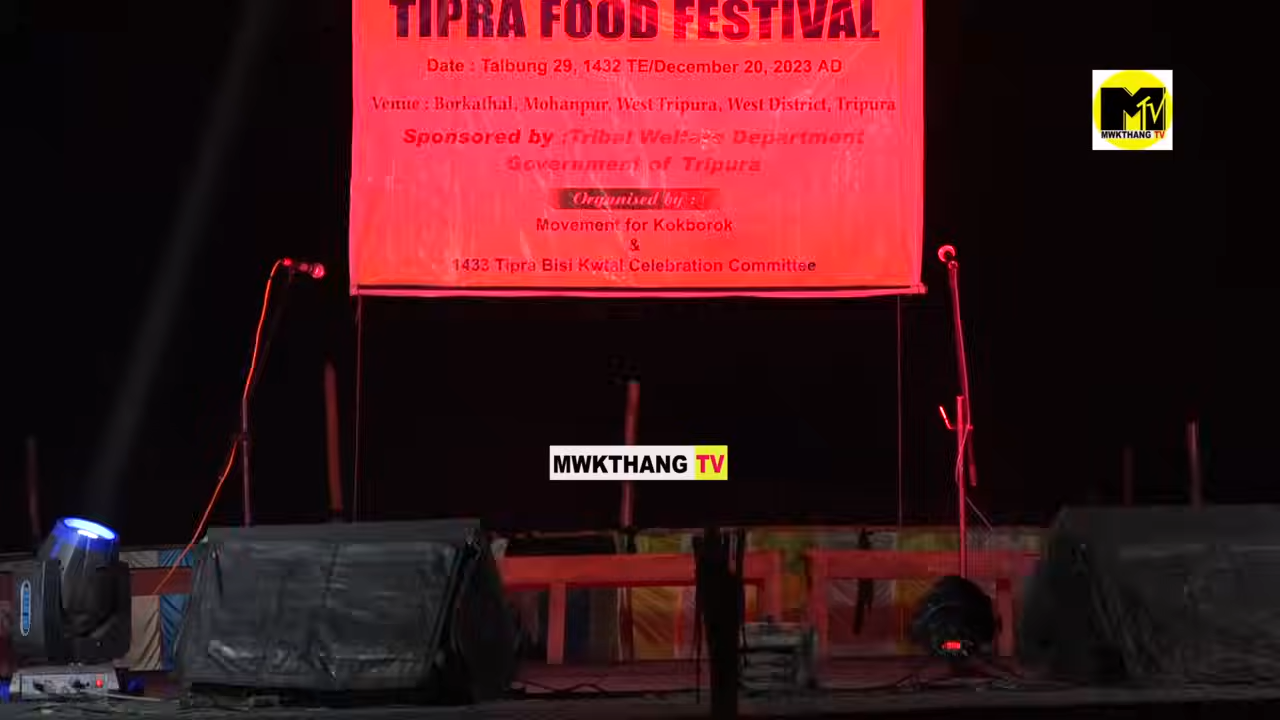 TIPRA FOOD FESTIVAL
Date : Talbung 29, 1432 TE/December 20, 2023 AD
Venue : Borkathal, Mohanpur, West Tripura, West District, Tripura
Sponsored by :Tribal Welfare Department
Government of Tripura
Organised by :
Movement for Kokborok
&
1433 Tipra Bisi Kwtal Celebration Committee
MTV
MWKTHANG TV
MWKTHANG TV